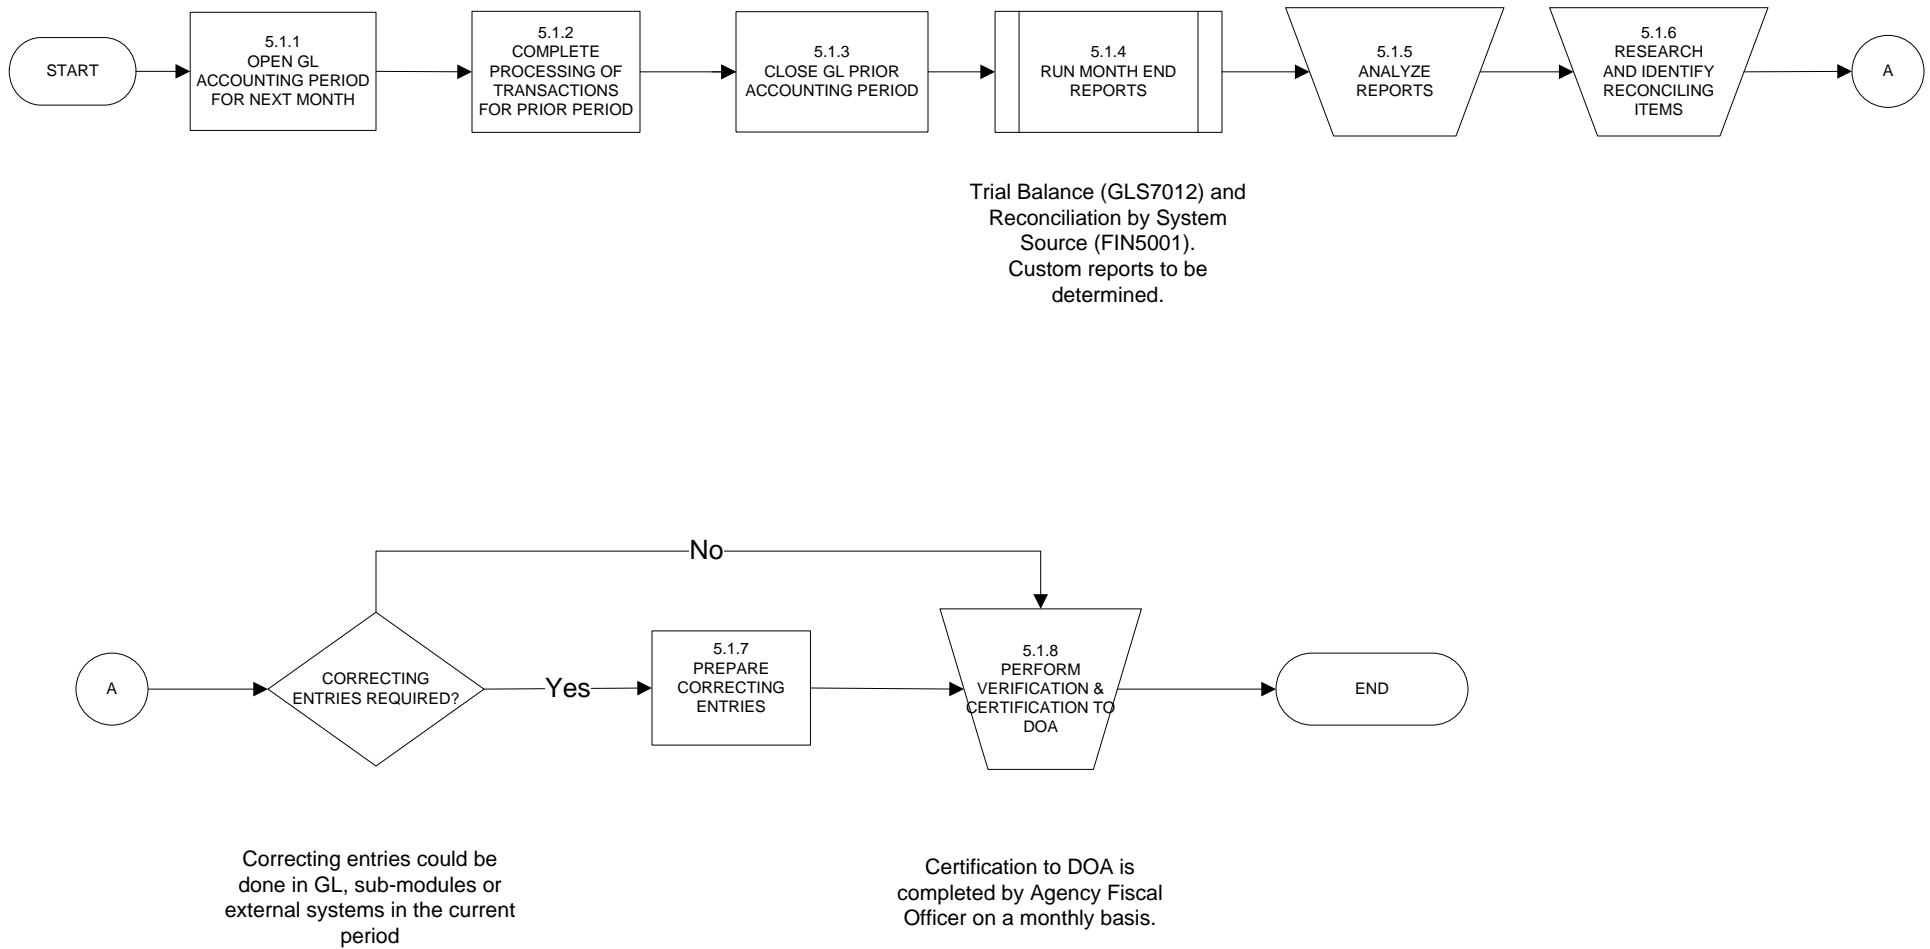 START
5.1.1
OPEN GL
ACCOUNTING PERIOD
FOR NEXT MONTH
5.1.2
COMPLETE
PROCESSING OF
TRANSACTIONS
FOR PRIOR PERIOD
5.1.3
CLOSE GL PRIOR
ACCOUNTING PERIOD
5.1.4
RUN MONTH END
REPORTS
5.1.5
ANALYZE
REPORTS
5.1.6
RESEARCH
AND IDENTIFY
RECONCILING
ITEMS
A
Trial Balance (GLS7012) and
Reconciliation by System
Source (FIN5001).
Custom reports to be
determined.
A
CORRECTING
ENTRIES REQUIRED?
No
Yes
5.1.7
PREPARE
CORRECTING
ENTRIES
5.1.8
PERFORM
VERIFICATION &
CERTIFICATION TO
DOA
END
Correcting entries could be
done in GL, sub-modules or
external systems in the current
period
Certification to DOA is
completed by Agency Fiscal
Officer on a monthly basis.